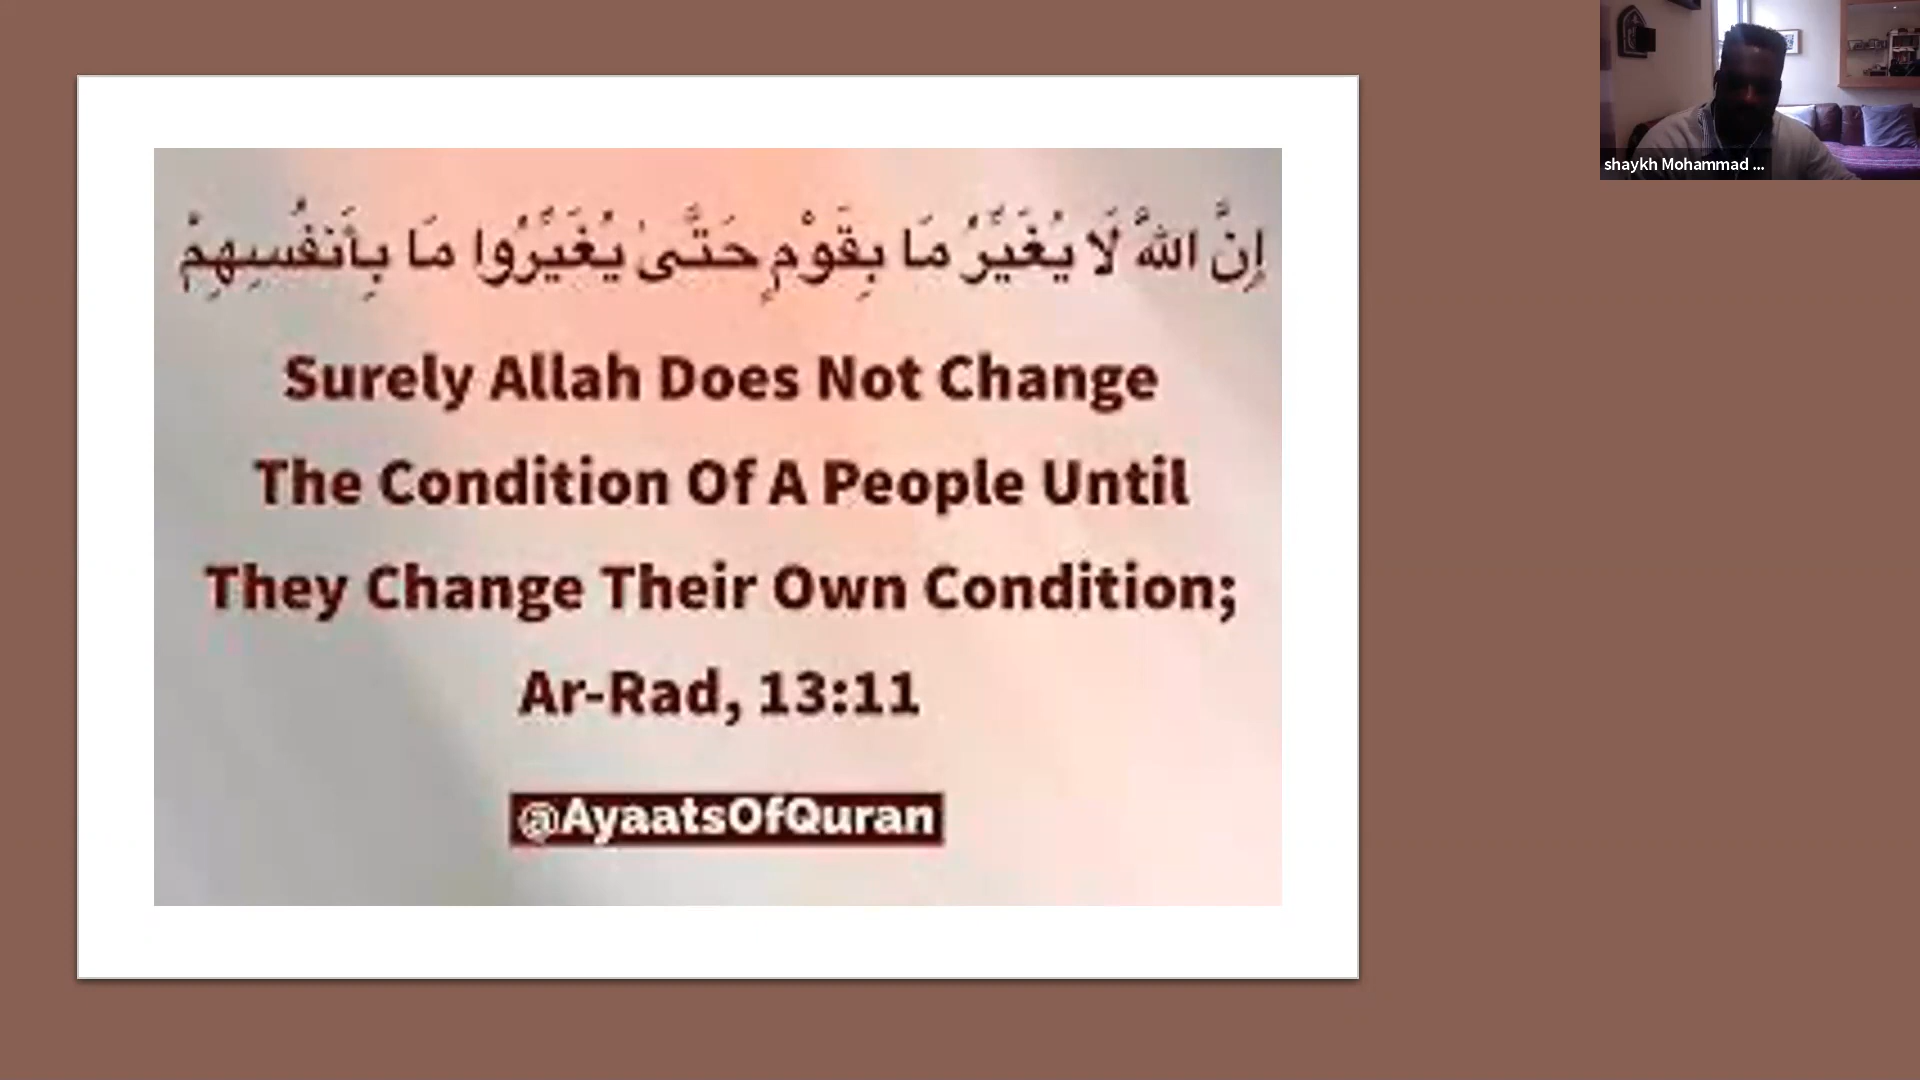 إِنَّ اللَّهَ لَا يُغَيِّرُ مَا بِقَوْمٍ حَتَّىٰ يُغَيِّرُوا مَا بِأَنفُسِهِمْ
Surely Allah Does Not Change
The Condition Of A People Until
They Change Their Own Condition;
Ar-Rad, 13:11
@AyaatsOfQuran
shaykh Mohammad ...